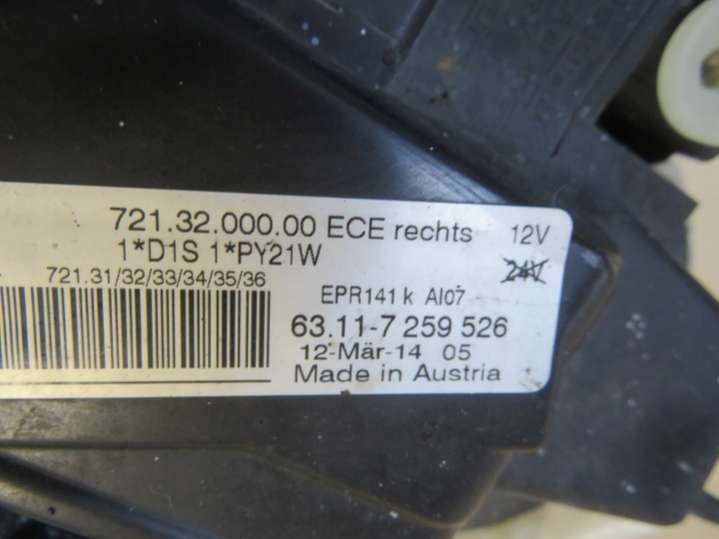 721.32.000.00 ECE rechts 12V
1*D1S 1*PY21W 24V
721.31/32/33/34/35/36
EPR141 k AI07
63.11-7 259 526
12-Mär-14 05
Made in Austria